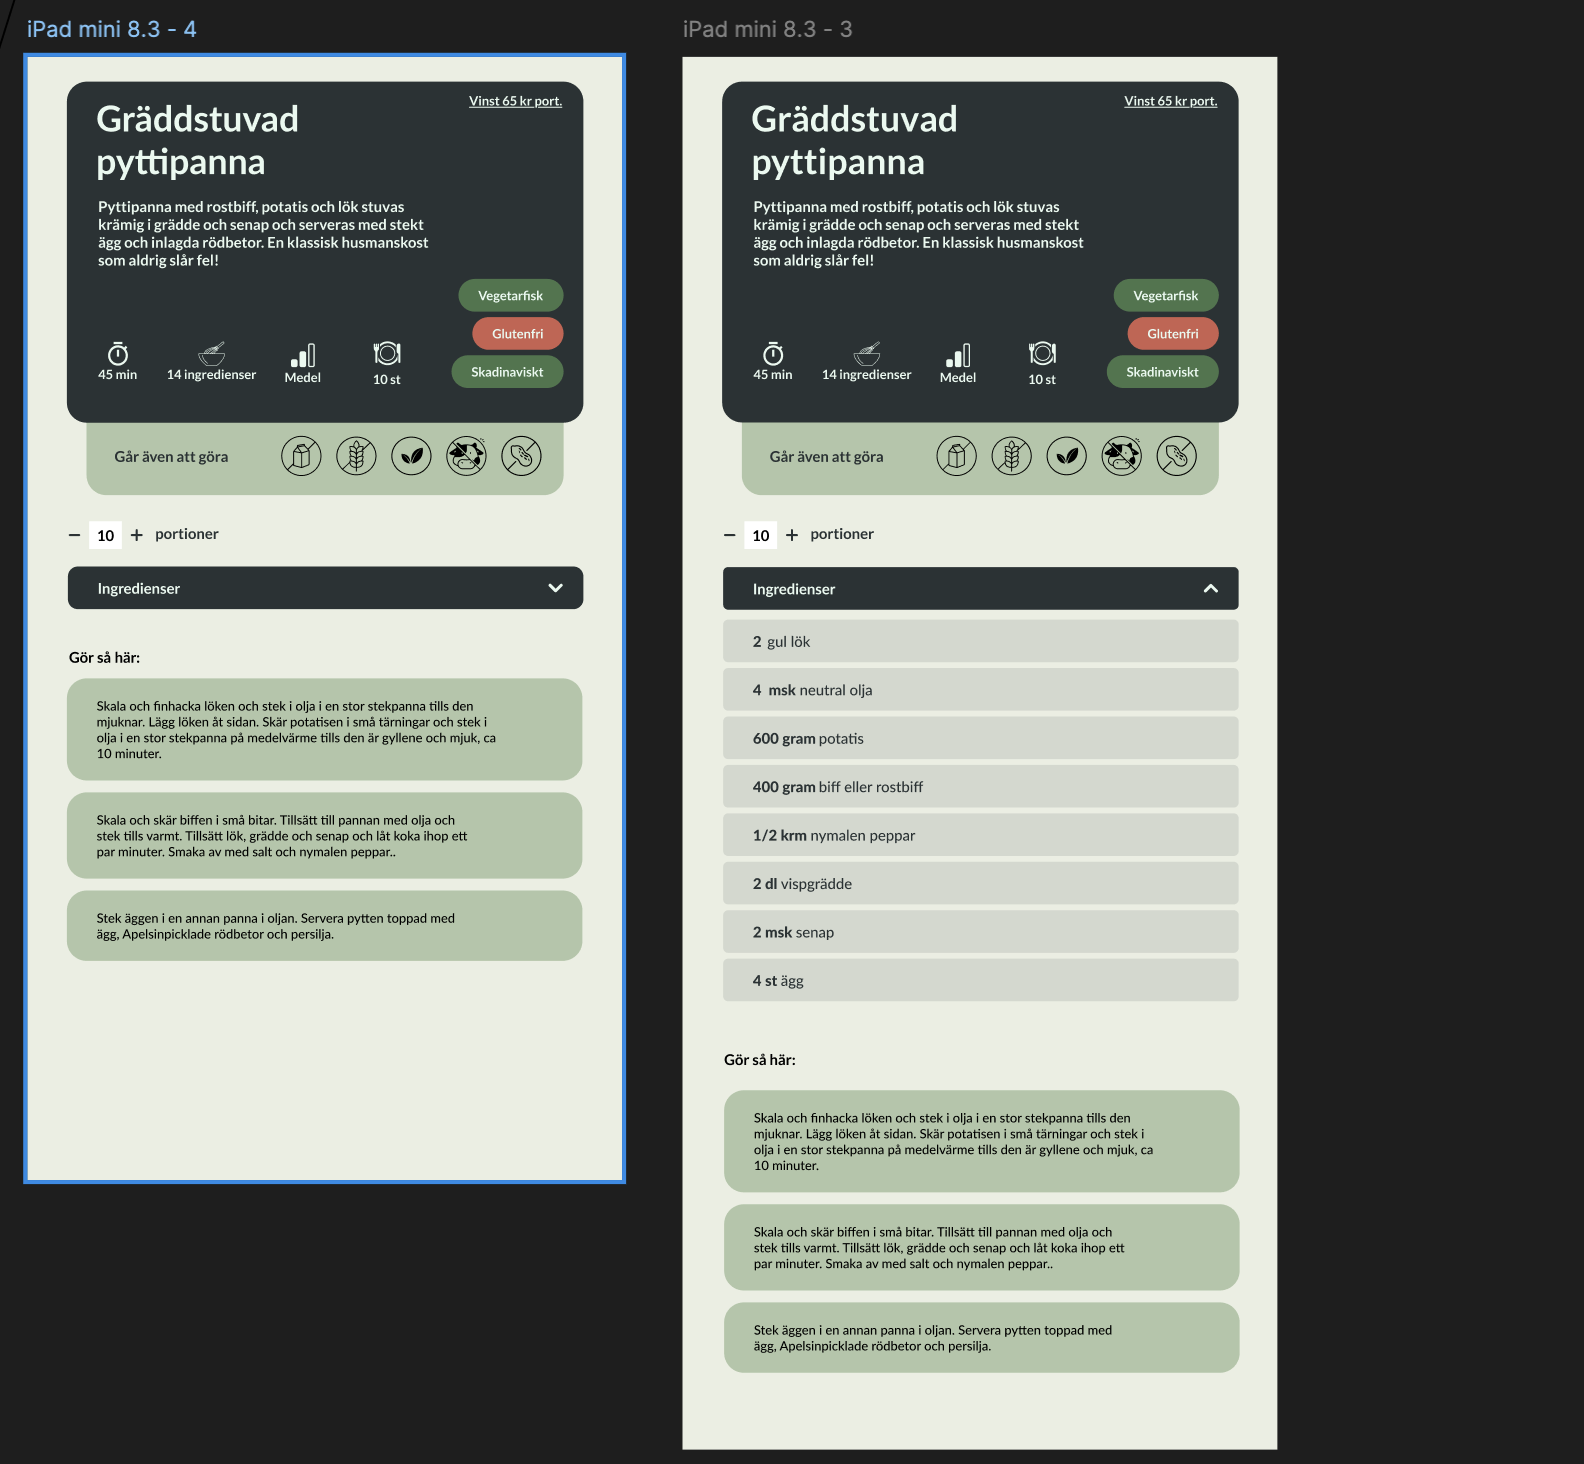 iPad mini 8.3 - 4
Vinst 65 kr port.
Gräddstuvad
pyttipanna
Pyttipanna med rostbiff, potatis och lök stuvas
krämig i grädde och senap och serveras med stekt
ägg och inlagda rödbetor. En klassisk husmanskost
som aldrig slår fel!
Vegetarfisk
Glutenfri
Skadinaviskt
45 min
14 ingredienser
Medel
10 st
Går även att göra
− 10 + portioner
Ingredienser
Gör så här:
Skala och finhacka löken och stek i olja i en stor stekpanna tills den
mjuknar. Lägg löken åt sidan. Skär potatisen i små tärningar och stek i
olja i en stor stekpanna på medelvärme tills den är gyllene och mjuk, ca
10 minuter.
Skala och skär biffen i små bitar. Tillsätt till pannan med olja och
stek tills varmt. Tillsätt lök, grädde och senap och låt koka ihop ett
par minuter. Smaka av med salt och nymalen peppar..
Stek äggen i en annan panna i oljan. Servera pytten toppad med
ägg, Apelsinpicklade rödbetor och persilja.
iPad mini 8.3 - 3
Vinst 65 kr port.
Gräddstuvad
pyttipanna
Pyttipanna med rostbiff, potatis och lök stuvas
krämig i grädde och senap och serveras med stekt
ägg och inlagda rödbetor. En klassisk husmanskost
som aldrig slår fel!
Vegetarfisk
Glutenfri
Skadinaviskt
45 min
14 ingredienser
Medel
10 st
Går även att göra
− 10 + portioner
Ingredienser
2 gul lök
4 msk neutral olja
600 gram potatis
400 gram biff eller rostbiff
1/2 krm nymalen peppar
2 dl vispgrädde
2 msk senap
4 st ägg
Gör så här:
Skala och finhacka löken och stek i olja i en stor stekpanna tills den
mjuknar. Lägg löken åt sidan. Skär potatisen i små tärningar och stek i
olja i en stor stekpanna på medelvärme tills den är gyllene och mjuk, ca
10 minuter.
Skala och skär biffen i små bitar. Tillsätt till pannan med olja och
stek tills varmt. Tillsätt lök, grädde och senap och låt koka ihop ett
par minuter. Smaka av med salt och nymalen peppar..
Stek äggen i en annan panna i oljan. Servera pytten toppad med
ägg, Apelsinpicklade rödbetor och persilja.